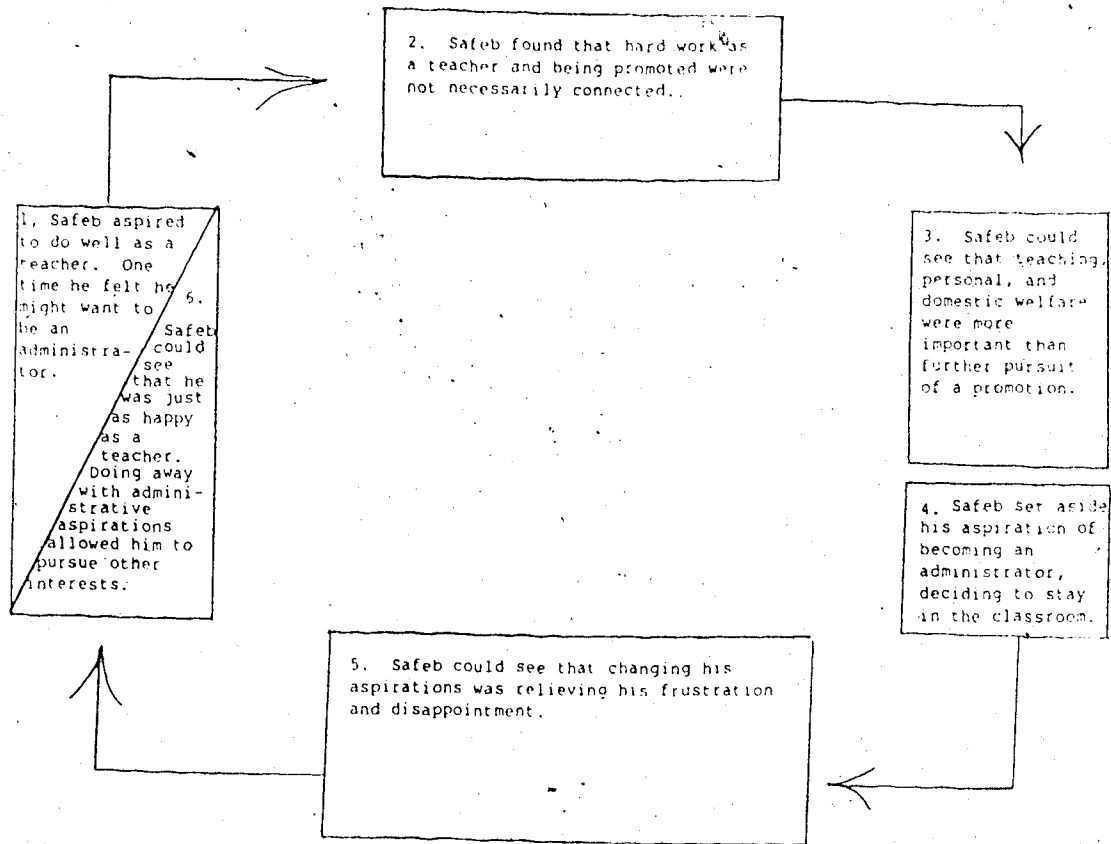 2. Safeb found that hard work as
a teacher and being promoted were
not necessarily connected..
1, Safeb aspired
to do well as a
teacher. One
time he felt he
might want to
be an
administra-
tor.
6.
Safeb
could
see
that he
was just
as happy
as a
teacher.
Doing away
with admini-
strative
aspirations
allowed him to
pursue other
interests.
3. Safeb could
see that teaching,
personal, and
domestic welfare
were more
important than
further pursuit
of a promotion.
4. Safeb set aside
his aspiration of
becoming an
administrator,
deciding to stay
in the classroom.
5. Safeb could see that changing his
aspirations was relieving his frustration
and disappointment.